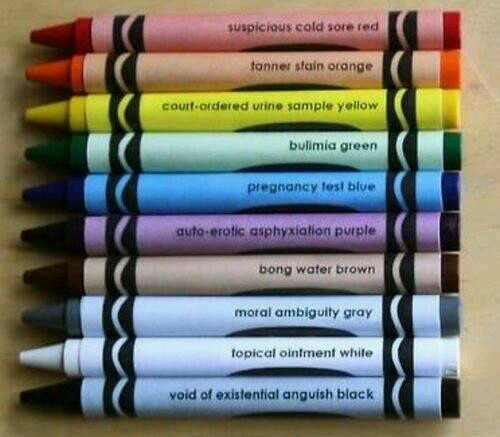 suspicious cold sore red
tanner stain orange
court-ordered urine sample yellow
bulimia green
pregnancy test blue
auto-erotic asphyxiation purple
bong water brown
moral ambiguity gray
topical ointment white
void of existential anguish black